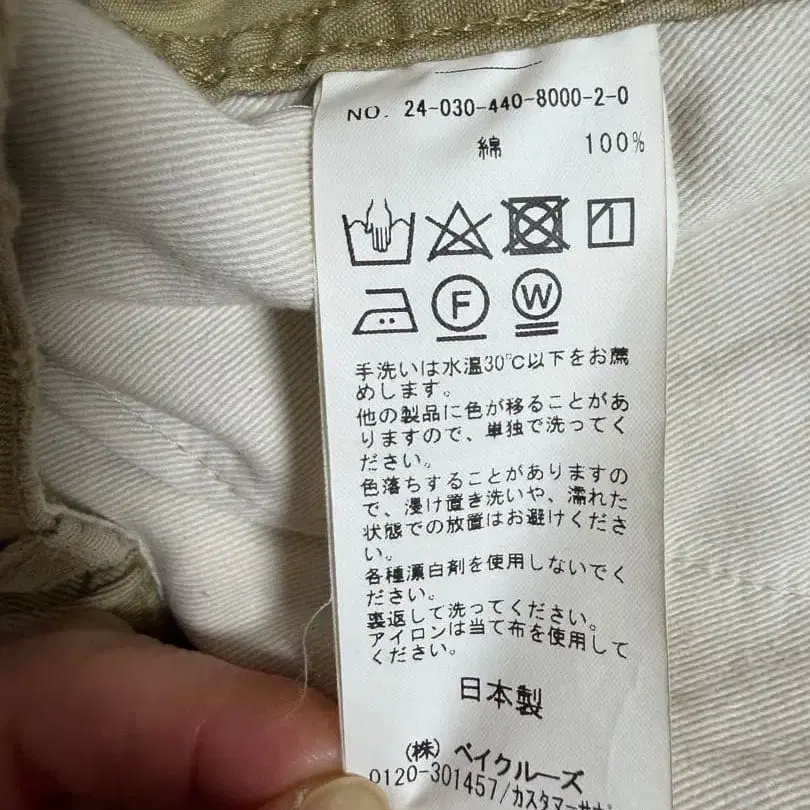 NO. 24-030-440-8000-2-0
綿 100%
F W
手洗いは水温30℃以下をお薦
めします。
他の製品に色が移ることがあ
りますので、単独で洗ってく
ださい。
色落ちすることがありますの
で、浸け置き洗いや、濡れた
状態での放置はお避けくださ
い。
各種漂白剤を使用しないでく
ださい。
裏返して洗ってください。
アイロンは当て布を使用して
ください。
日本製
(株) ベイクルーズ
0120-301457/カスタマー